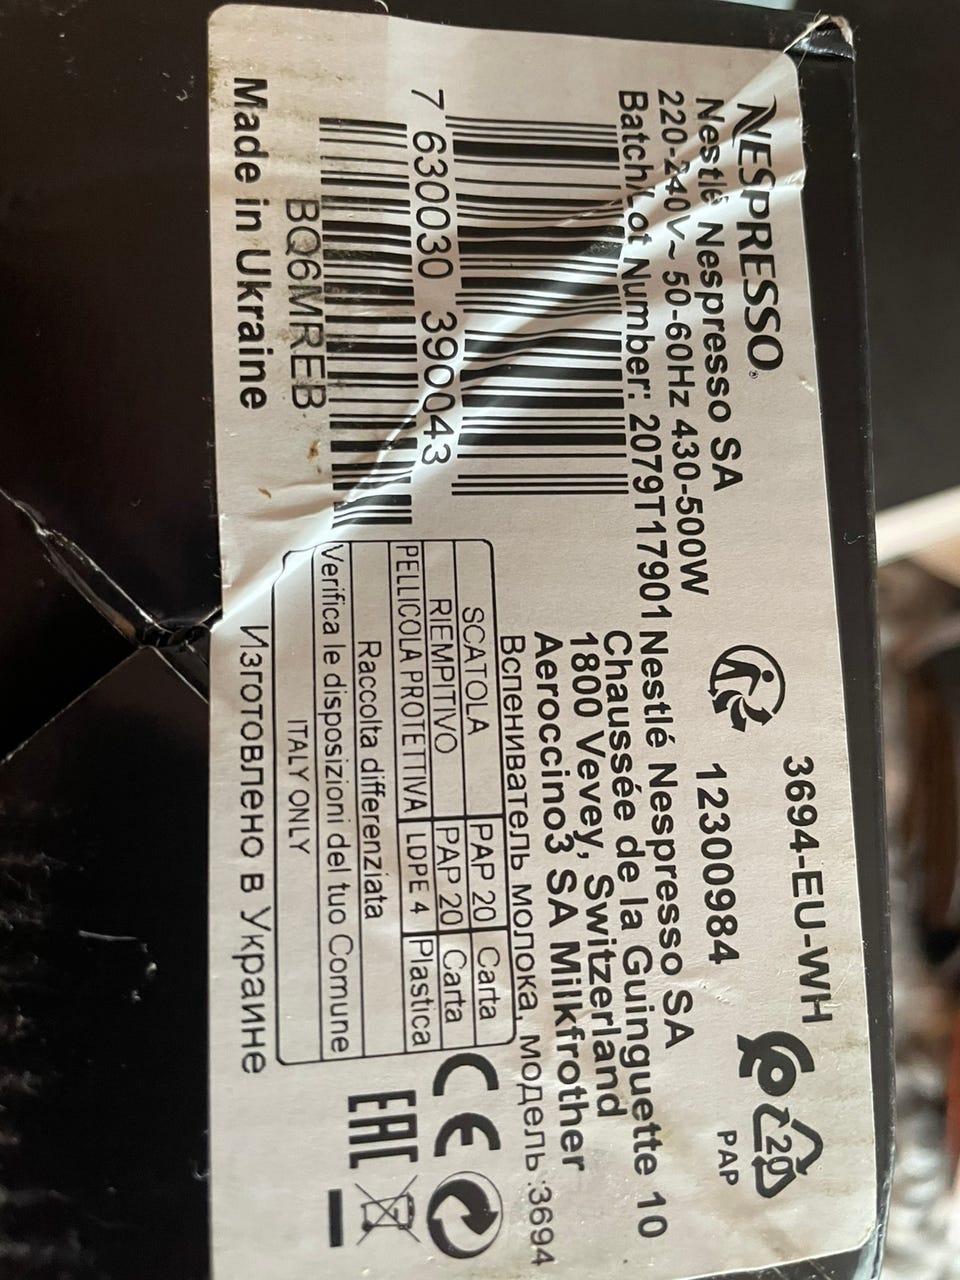 NESPRESSO®
Nestlé Nespresso SA
220-240V~ 50-60Hz 430-500W
Batch/Lot Number: 2079T17901
7 630030 390043
BQ6MREB
Made in Ukraine
3694-EU-WH
12300984
20
PAP
Nestlé Nespresso SA
Chaussée de la Guinguette 10
1800 Vevey, Switzerland
Aeroccino3 SA Milkfrother
Вспениватель молока, модель:3694
SCATOLA PAP 20 Carta
RIEMPITIVO PAP 20 Carta
PELLICOLA PROTETTIVA LDPE 4 Plastica
Raccolta differenziata
Verifica le disposizioni del tuo Comune
ITALY ONLY
CE
EAC
Изготовлено в Украине